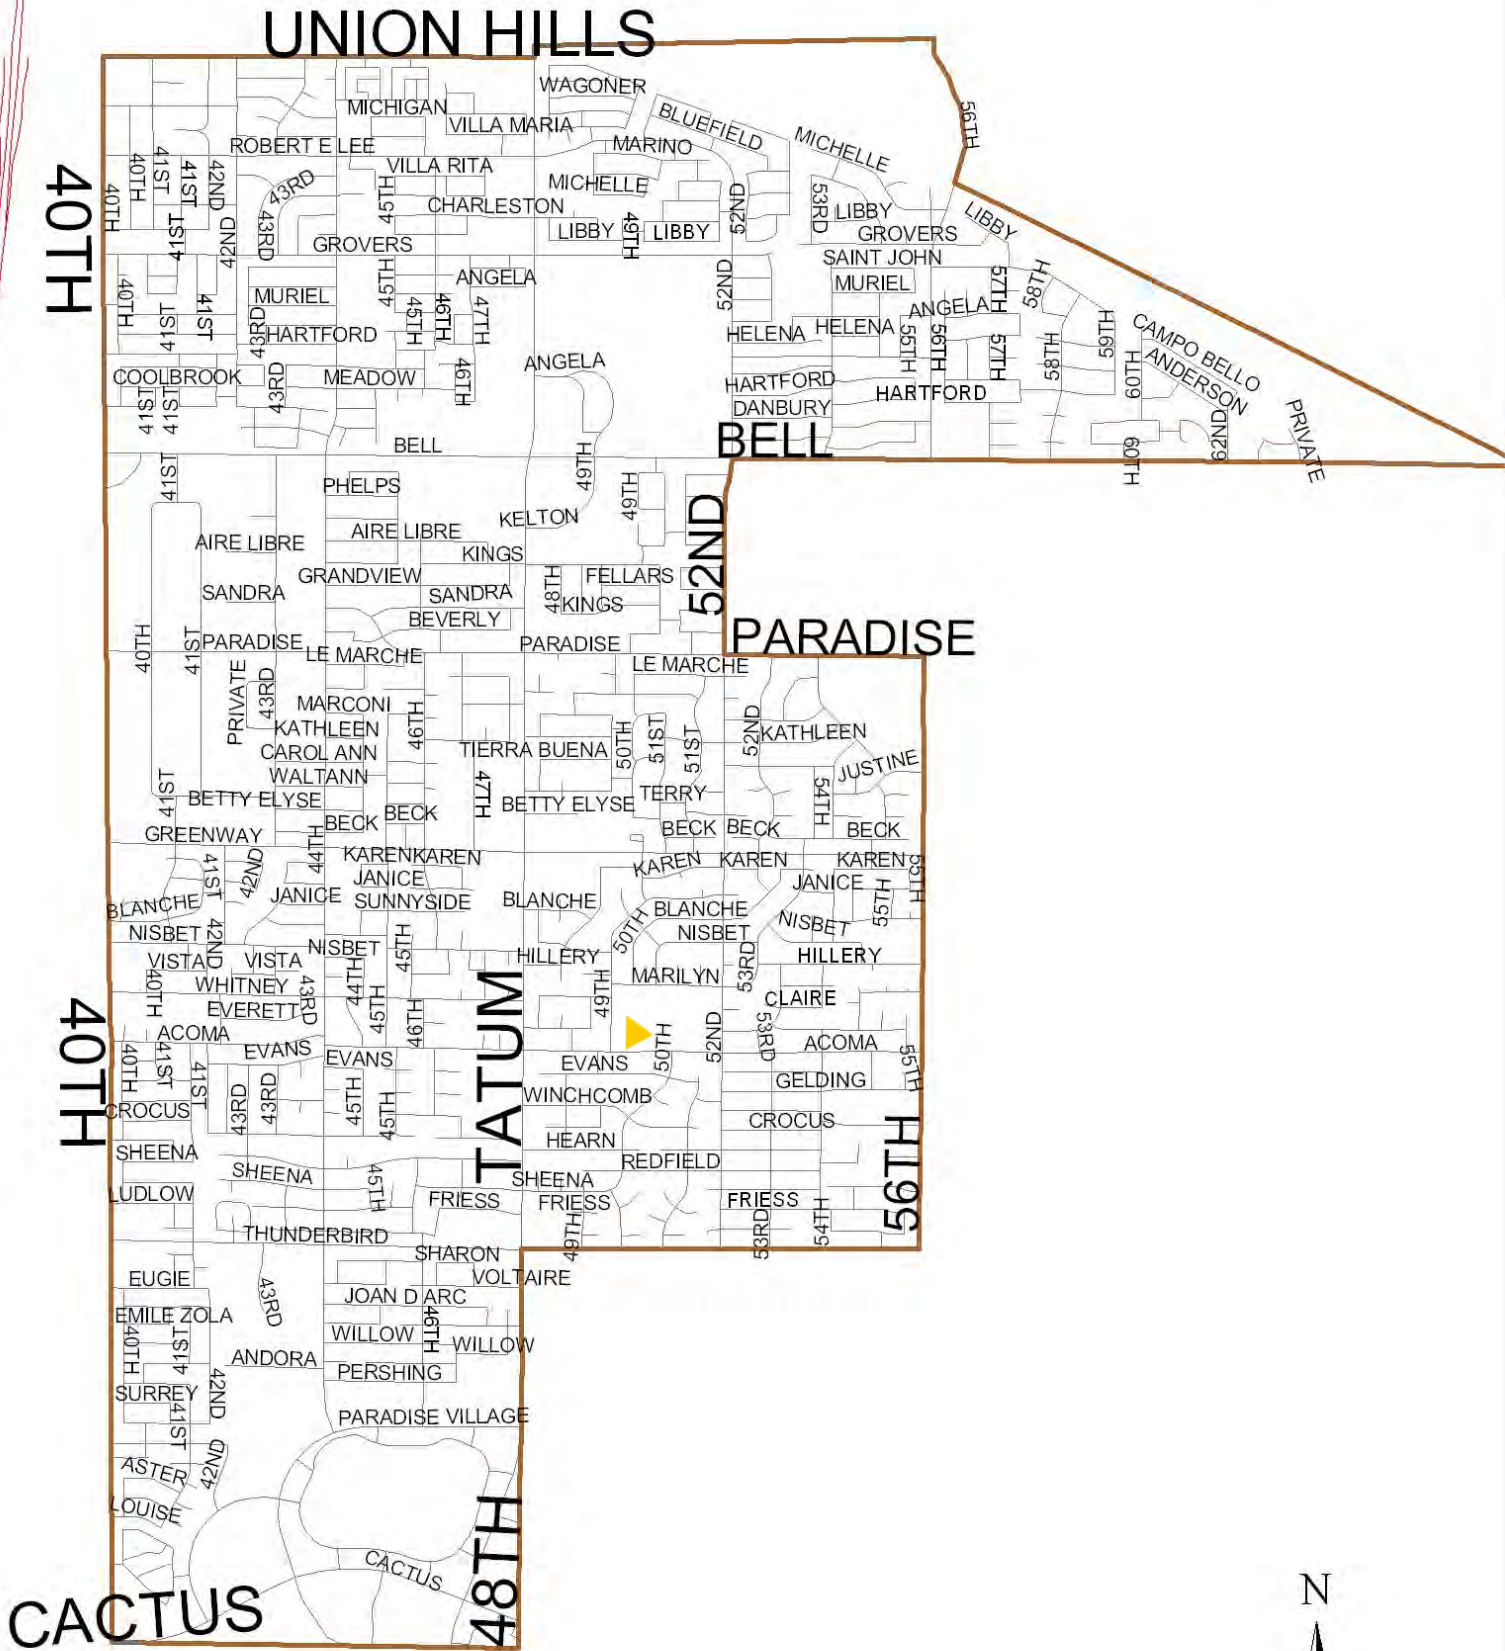 UNION HILLS
WAGONER
MICHIGAN
BLUEFIELD
56TH
VILLA MARIA
MICHELLE
ROBERT E LEE
MARINO
VILLA RITA
40TH
40TH
40TH
41ST
41ST
42ND
43RD
45TH
MICHELLE
52ND
53RD
CHARLESTON
LIBBY
LIBBY
41ST
42ND
43RD
LIBBY
49TH
LIBBY
GROVERS
GROVERS
SAINT JOHN
52ND
45TH
ANGELA
MURIEL
57TH
58TH
40TH
41ST
41ST
MURIEL
45TH
46TH
47TH
ANGELA
43RD
HARTFORD
HELENA
HELENA
55TH
56TH
57TH
58TH
59TH
CAMPO BELLO
ANDERSON
60TH
ANGELA
COOLBROOK
43RD
MEADOW
46TH
HARTFORD
HARTFORD
41ST
41ST
DANBURY
62ND
PRIVATE
BELL
BELL
60TH
41ST
49TH
PHELPS
49TH
KELTON
52ND
AIRE LIBRE
AIRE LIBRE
KINGS
GRANDVIEW
FELLARS
SANDRA
SANDRA
48TH
KINGS
BEVERLY
40TH
41ST
PARADISE
PARADISE
PARADISE
LE MARCHE
LE MARCHE
PRIVATE
43RD
MARCONI
46TH
KATHLEEN
50TH
51ST
51ST
52ND
KATHLEEN
CAROL ANN
TIERRA BUENA
JUSTINE
WALTANN
41ST
47TH
54TH
BETTY ELYSE
BETTY ELYSE
TERRY
BECK
BECK
BECK
BECK
BECK
GREENWAY
44TH
KAREN
KAREN
KAREN
KAREN
KAREN
55TH
41ST
42ND
JANICE
JANICE
JANICE
55TH
BLANCHE
SUNNYSIDE
BLANCHE
BLANCHE
NISBET
42ND
NISBET
45TH
50TH
NISBET
NISBET
VISTA
VISTA
HILLERY
HILLERY
53RD
40TH
WHITNEY
43RD
44TH
MARILYN
49TH
EVERETT
45TH
46TH
TATUM
CLAIRE
40TH
ACOMA
50TH
52ND
53RD
ACOMA
EVANS
EVANS
EVANS
55TH
40TH
41ST
41ST
43RD
43RD
45TH
45TH
GELDING
WINCHCOMB
CROCUS
CROCUS
56TH
HEARN
SHEENA
REDFIELD
SHEENA
45TH
SHEENA
LUDLOW
FRIESS
FRIESS
FRIESS
49TH
53RD
54TH
THUNDERBIRD
SHARON
EUGIE
43RD
VOLTAIRE
JOAN D ARC
EMILE ZOLA
46TH
40TH
41ST
WILLOW
WILLOW
ANDORA
PERSHING
SURREY
42ND
41ST
PARADISE VILLAGE
42ND
ASTER
LOUISE
48TH
CACTUS
CACTUS
N